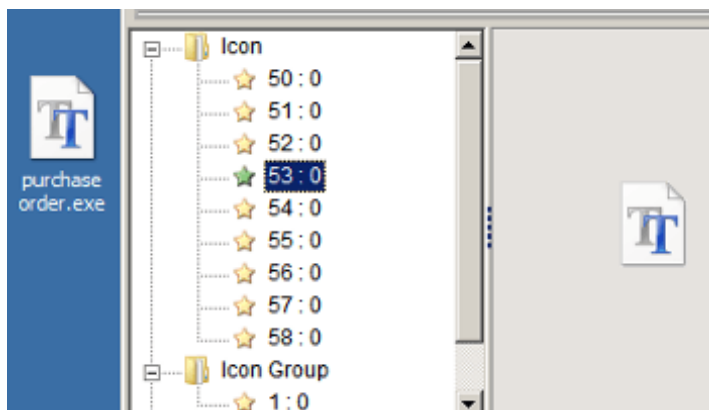 purchase
order.exe
Icon
50 : 0
51 : 0
52 : 0
53 : 0
54 : 0
55 : 0
56 : 0
57 : 0
58 : 0
Icon Group
1 : 0
TT